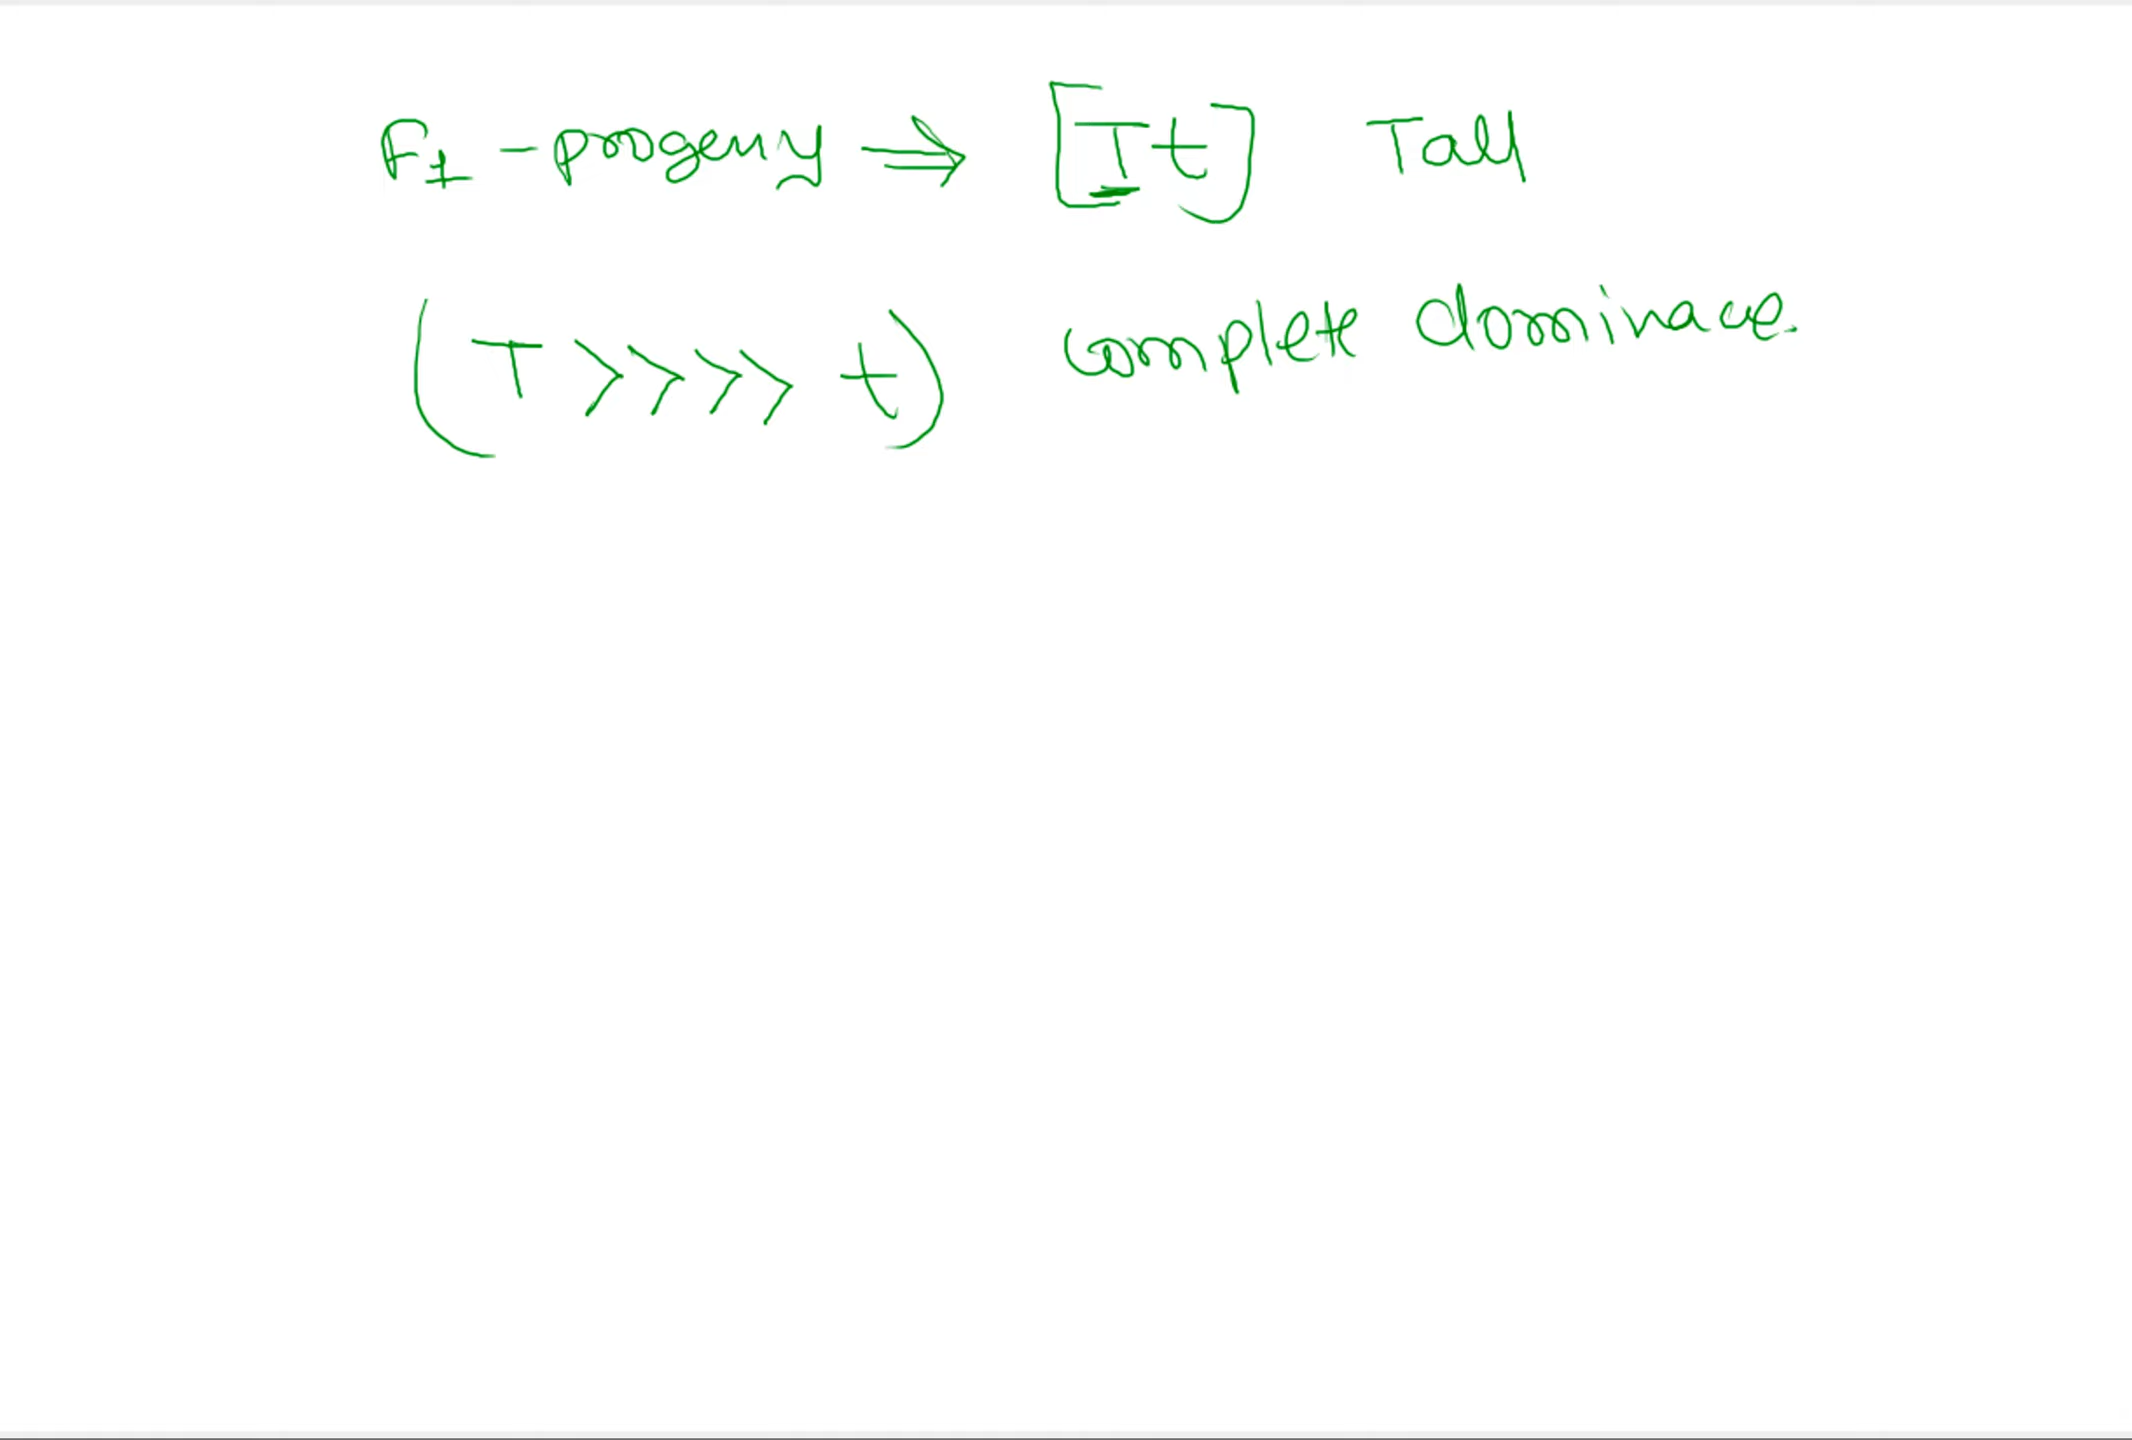 F1 - progeny ⇒ [Tt] Tall
(T >>>> t) complete dominace.